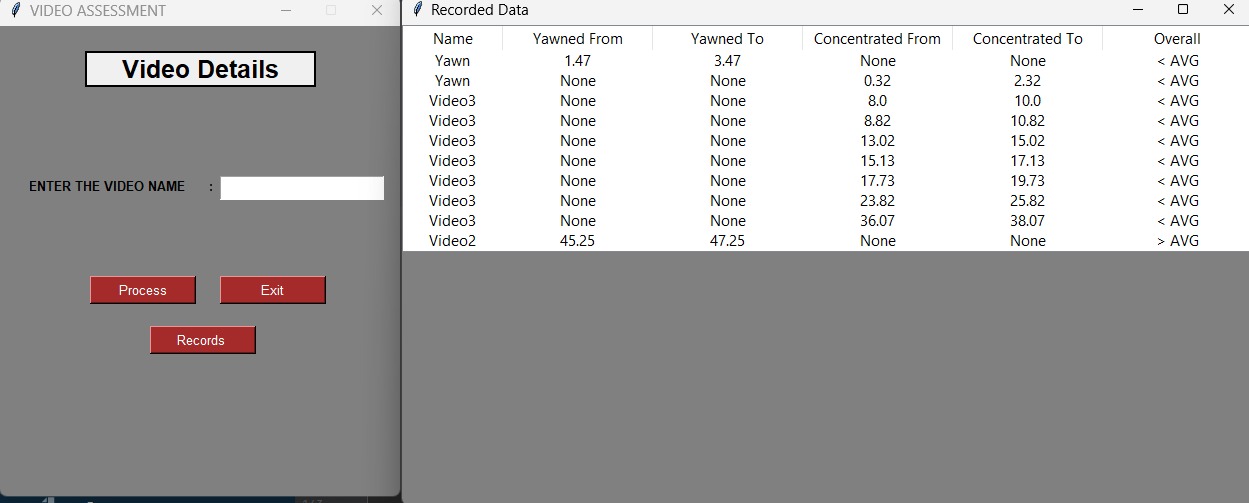 VIDEO ASSESSMENT
Video Details
ENTER THE VIDEO NAME :
Process Exit
Records
Recorded Data
Name Yawned From Yawned To Concentrated From Concentrated To Overall
Yawn 1.47 3.47 None None < AVG
Yawn None None 0.32 2.32 < AVG
Video3 None None 8.0 10.0 < AVG
Video3 None None 8.82 10.82 < AVG
Video3 None None 13.02 15.02 < AVG
Video3 None None 15.13 17.13 < AVG
Video3 None None 17.73 19.73 < AVG
Video3 None None 23.82 25.82 < AVG
Video3 None None 36.07 38.07 < AVG
Video2 45.25 47.25 None None > AVG